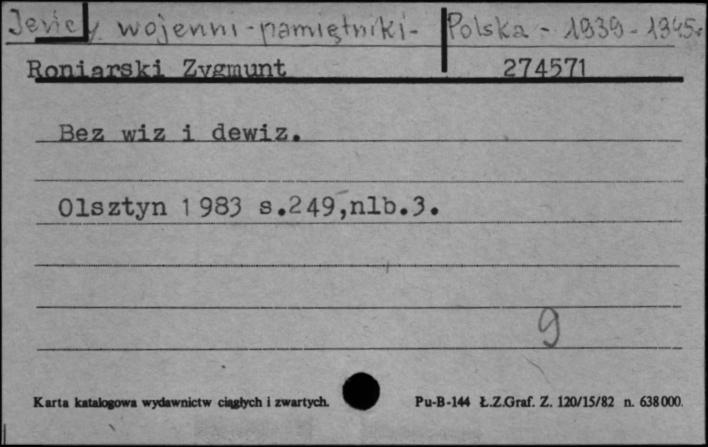 Jeńcy wojenni - pamiętniki - Polska - 1939-1945r.
Roniarski Zygmunt 274571
Bez wiz i dewiz.
Olsztyn 1983 s.249,nlb.3.
9
Karta katalogowa wydawnictw ciągłych i zwartych. Pu-B-144 Ł.Z.Graf. Z. 120/15/82 n. 638000.